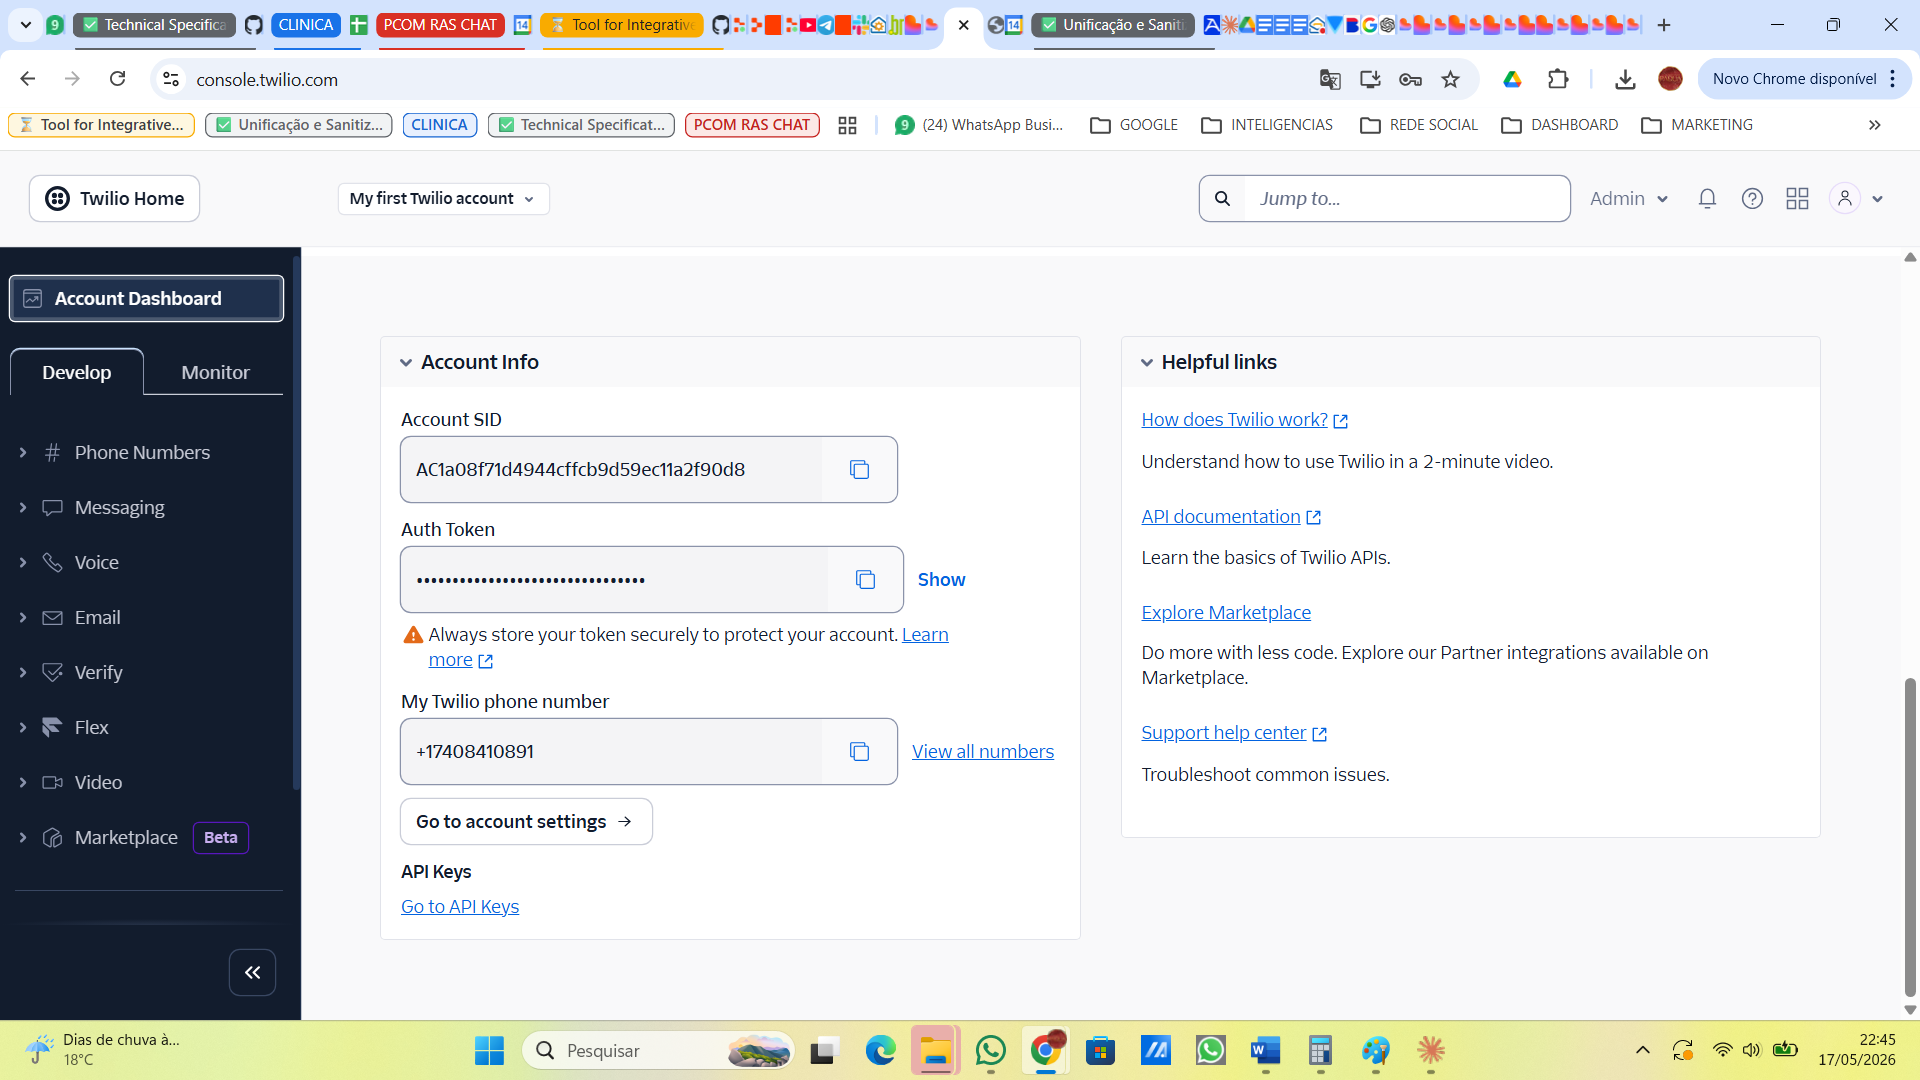 9
Technical Specifica
CLINICA
PCOM RAS CHAT
14
Tool for Integrative
14
Unificação e Saniti
console.twilio.com
Novo Chrome disponível
Tool for Integrative...
Unificação e Sanitiz...
CLINICA
Technical Specificat...
PCOM RAS CHAT
9
(24) WhatsApp Busi...
GOOGLE
INTELIGENCIAS
REDE SOCIAL
DASHBOARD
MARKETING
Twilio Home
My first Twilio account
Jump to...
Admin
Account Dashboard
Develop
Monitor
Phone Numbers
Messaging
Voice
Email
Verify
Flex
Video
Marketplace
Beta
Account Info
Account SID
AC1a08f71d4944cffcb9d59ec11a2f90d8
Auth Token
••••••••••••••••••••••••••••••••
Show
Always store your token securely to protect your account. Learn
more
My Twilio phone number
+17408410891
View all numbers
Go to account settings
API Keys
Go to API Keys
Helpful links
How does Twilio work?
Understand how to use Twilio in a 2-minute video.
API documentation
Learn the basics of Twilio APIs.
Explore Marketplace
Do more with less code. Explore our Partner integrations available on
Marketplace.
Support help center
Troubleshoot common issues.
Dias de chuva à...
18°C
Pesquisar
22:45
17/05/2026